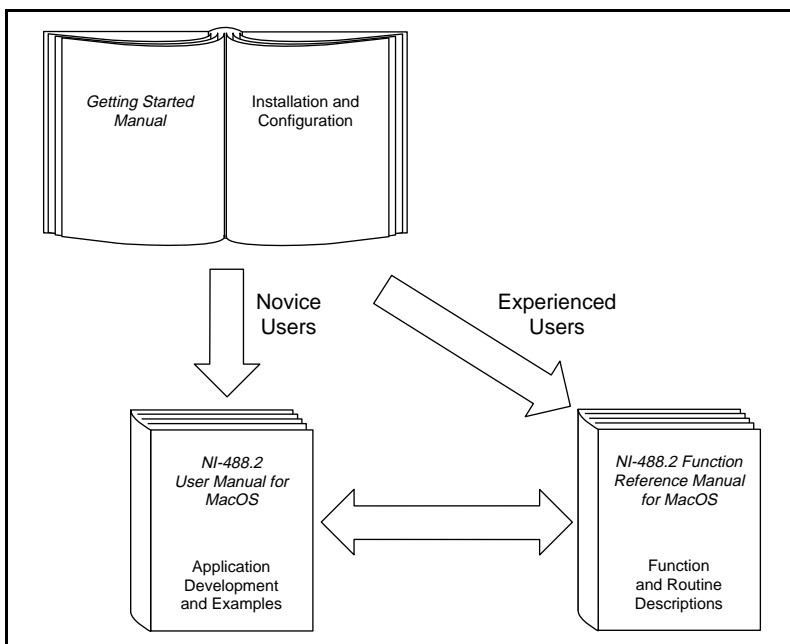 Getting Started
Manual
Installation and
Configuration
Novice
Users
Experienced
Users
NI-488.2
User Manual for
MacOS
Application
Development
and Examples
NI-488.2 Function
Reference Manual
for MacOS
Function
and Routine
Descriptions